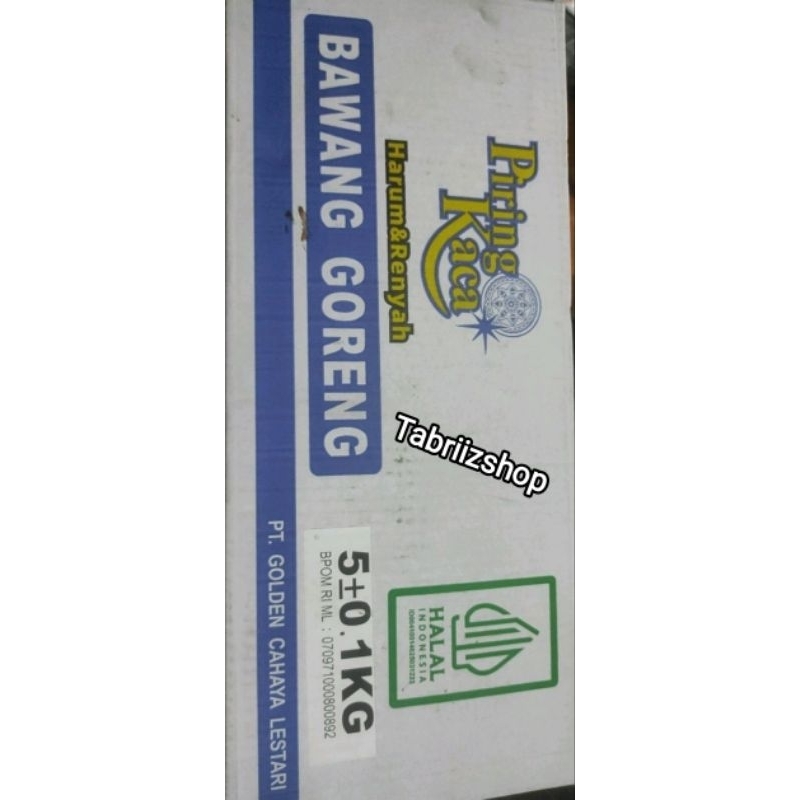 Piring
Kaca
Harum&Renyah
BAWANG GORENG
Tabriizshop
HALAL
INDONESIA
5±0.1KG
BPOM RI ML : 070971000800892
PT. GOLDEN CAHAYA LESTARI